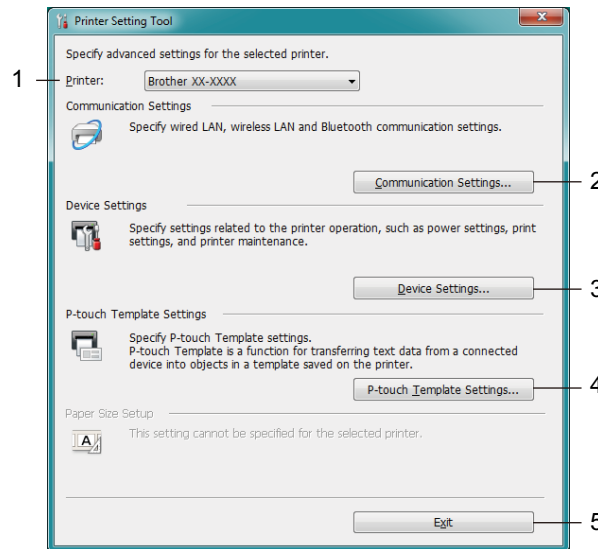 Printer Setting Tool
Specify advanced settings for the selected printer.
1
Printer:
Brother XX-XXXX
Communication Settings
Specify wired LAN, wireless LAN and Bluetooth communication settings.
Communication Settings...
2
Device Settings
Specify settings related to the printer operation, such as power settings, print
settings, and printer maintenance.
Device Settings...
3
P-touch Template Settings
Specify P-touch Template settings.
P-touch Template is a function for transferring text data from a connected
device into objects in a template saved on the printer.
P-touch Template Settings...
4
Paper Size Setup
A
This setting cannot be specified for the selected printer.
Exit
5